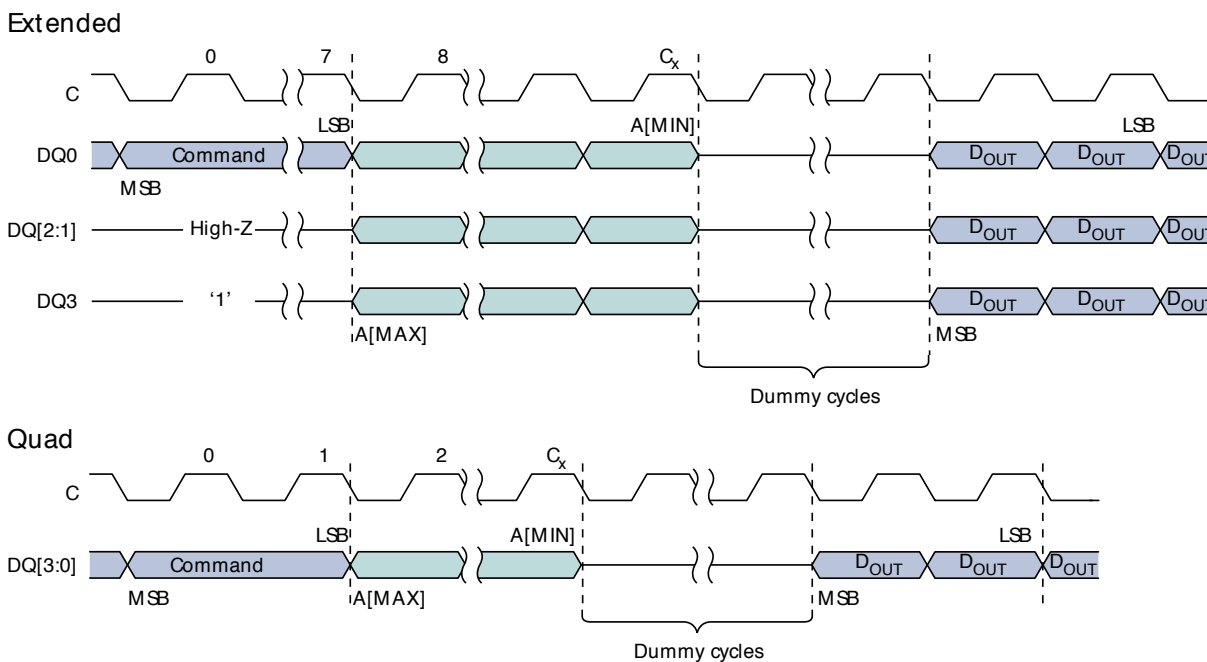 Extended
0 7 8 Cx
C
LSB A[MIN] LSB
DQ0 Command DOUT DOUT DOUT
MSB
DQ[2:1] High-Z DOUT DOUT DOUT
DQ3 ‘1’ DOUT DOUT DOUT
A[MAX] MSB
Dummy cycles
Quad
0 1 2 Cx
C
LSB A[MIN] LSB
DQ[3:0] Command DOUT DOUT DOUT
MSB A[MAX] MSB
Dummy cycles